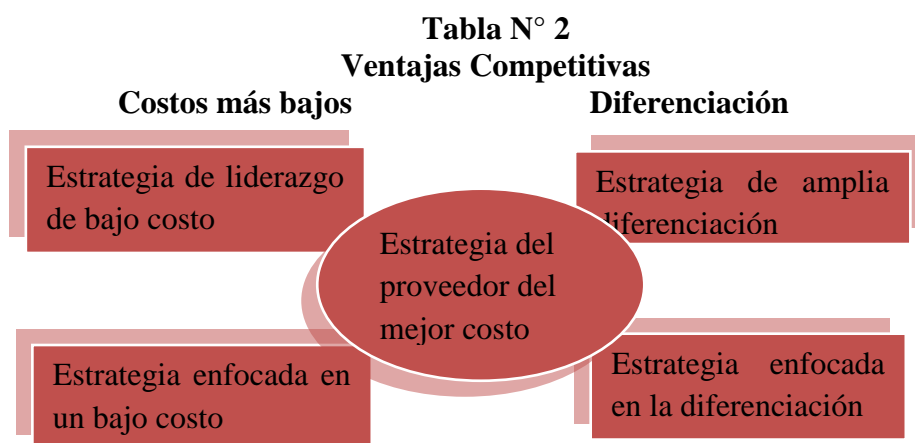 Tabla N° 2
Ventajas Competitivas
Costos más bajos
Diferenciación
Estrategia de liderazgo
de bajo costo
Estrategia de amplia
diferenciación
Estrategia del
proveedor del
mejor costo
Estrategia enfocada en
un bajo costo
Estrategia enfocada
en la diferenciación